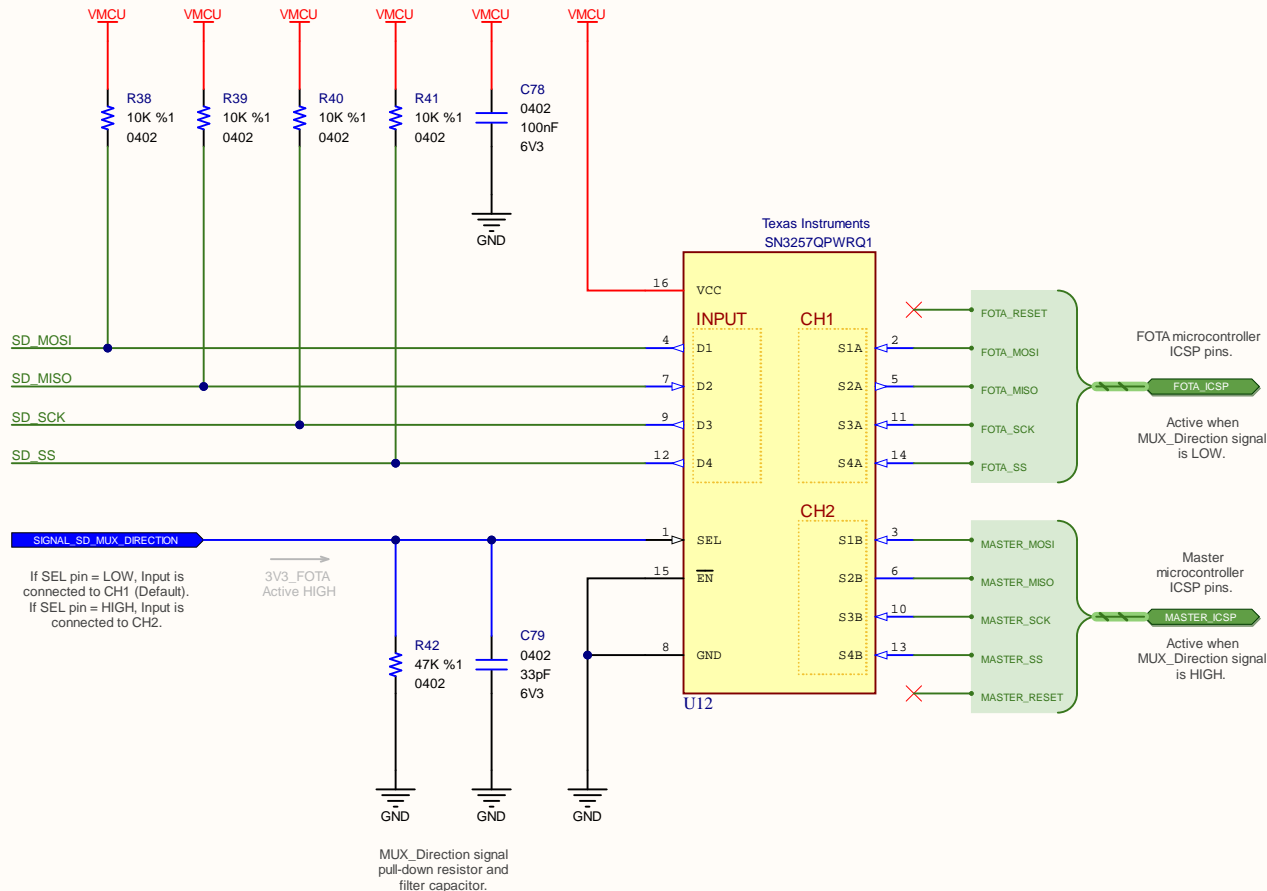 VMCU
VMCU
VMCU
VMCU
VMCU
VMCU
R38
10K %1
0402
R39
10K %1
0402
R40
10K %1
0402
R41
10K %1
0402
C78
0402
100nF
6V3
GND
Texas Instruments
SN3257QPWRQ1
16
VCC
INPUT
CH1
SD_MOSI
4
D1
S1A
2
SD_MISO
7
D2
S2A
5
SD_SCK
9
D3
S3A
11
SD_SS
12
D4
S4A
14
FOTA_RESET
FOTA_MOSI
FOTA_MISO
FOTA_SCK
FOTA_SS
FOTA microcontroller
ICSP pins.
FOTA_ICSP
Active when
MUX_Direction signal
is LOW.
CH2
SIGNAL_SD_MUX_DIRECTION
1
SEL
S1B
3
15
EN
S2B
6
S3B
10
8
GND
S4B
13
U12
MASTER_MOSI
MASTER_MISO
MASTER_SCK
MASTER_SS
MASTER_RESET
Master
microcontroller
ICSP pins.
MASTER_ICSP
Active when
MUX_Direction signal
is HIGH.
If SEL pin = LOW, Input is
connected to CH1 (Default).
If SEL pin = HIGH, Input is
connected to CH2.
3V3_FOTA
Active HIGH
R42
47K %1
0402
C79
0402
33pF
6V3
GND
GND
GND
MUX_Direction signal
pull-down resistor and
filter capacitor.